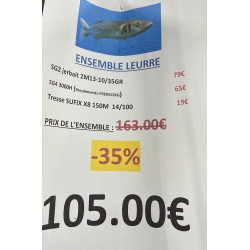 ENSEMBLE LEURRE
SG2 jerbait 2M13-10/35GR 79€
SG4 3000H 65€
Tresse SUFIX X8 150M 14/100 19€
PRIX DE L'ENSEMBLE : 163.00€
-35%
105.00€